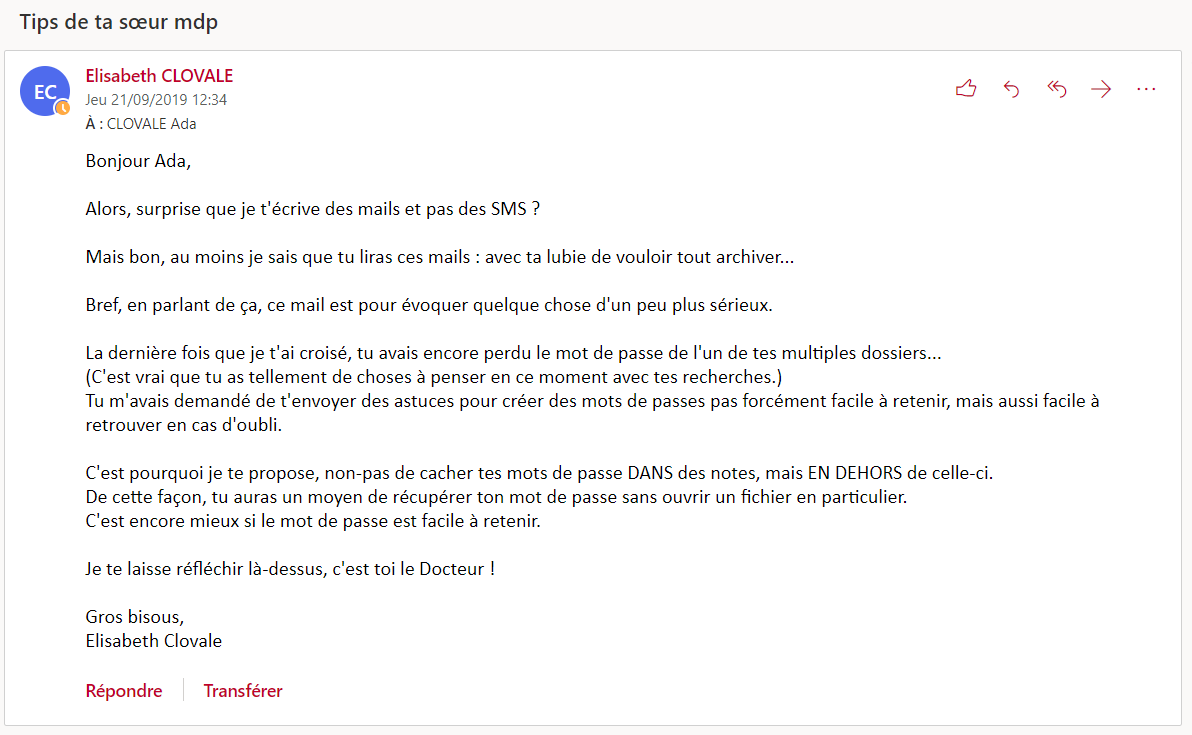 Tips de ta sœur mdp
EC
Elisabeth CLOVALE
Jeu 21/09/2019 12:34
À : CLOVALE Ada
Bonjour Ada,
Alors, surprise que je t'écrive des mails et pas des SMS ?
Mais bon, au moins je sais que tu liras ces mails : avec ta lubie de vouloir tout archiver...
Bref, en parlant de ça, ce mail est pour évoquer quelque chose d'un peu plus sérieux.
La dernière fois que je t'ai croisé, tu avais encore perdu le mot de passe de l'un de tes multiples dossiers...
(C'est vrai que tu as tellement de choses à penser en ce moment avec tes recherches.)
Tu m'avais demandé de t'envoyer des astuces pour créer des mots de passes pas forcément facile à retenir, mais aussi facile à
retrouver en cas d'oubli.
C'est pourquoi je te propose, non-pas de cacher tes mots de passe DANS des notes, mais EN DEHORS de celle-ci.
De cette façon, tu auras un moyen de récupérer ton mot de passe sans ouvrir un fichier en particulier.
C'est encore mieux si le mot de passe est facile à retenir.
Je te laisse réfléchir là-dessus, c'est toi le Docteur !
Gros bisous,
Elisabeth Clovale
Répondre
Transférer